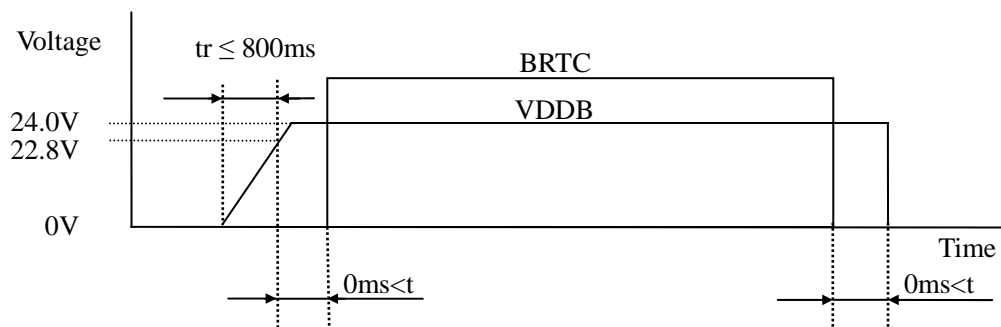 Voltage
tr ≤ 800ms
BRTC
VDDB
24.0V
22.8V
0V
Time
0ms<t
0ms<t